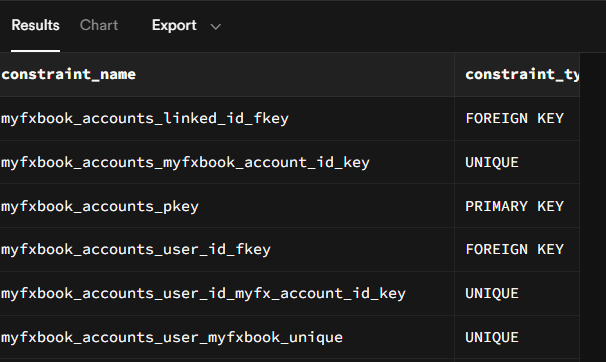 Results Chart Export
constraint_name constraint_ty
myfxbook_accounts_linked_id_fkey FOREIGN KEY
myfxbook_accounts_myfxbook_account_id_key UNIQUE
myfxbook_accounts_pkey PRIMARY KEY
myfxbook_accounts_user_id_fkey FOREIGN KEY
myfxbook_accounts_user_id_myfx_account_id_key UNIQUE
myfxbook_accounts_user_myfxbook_unique UNIQUE